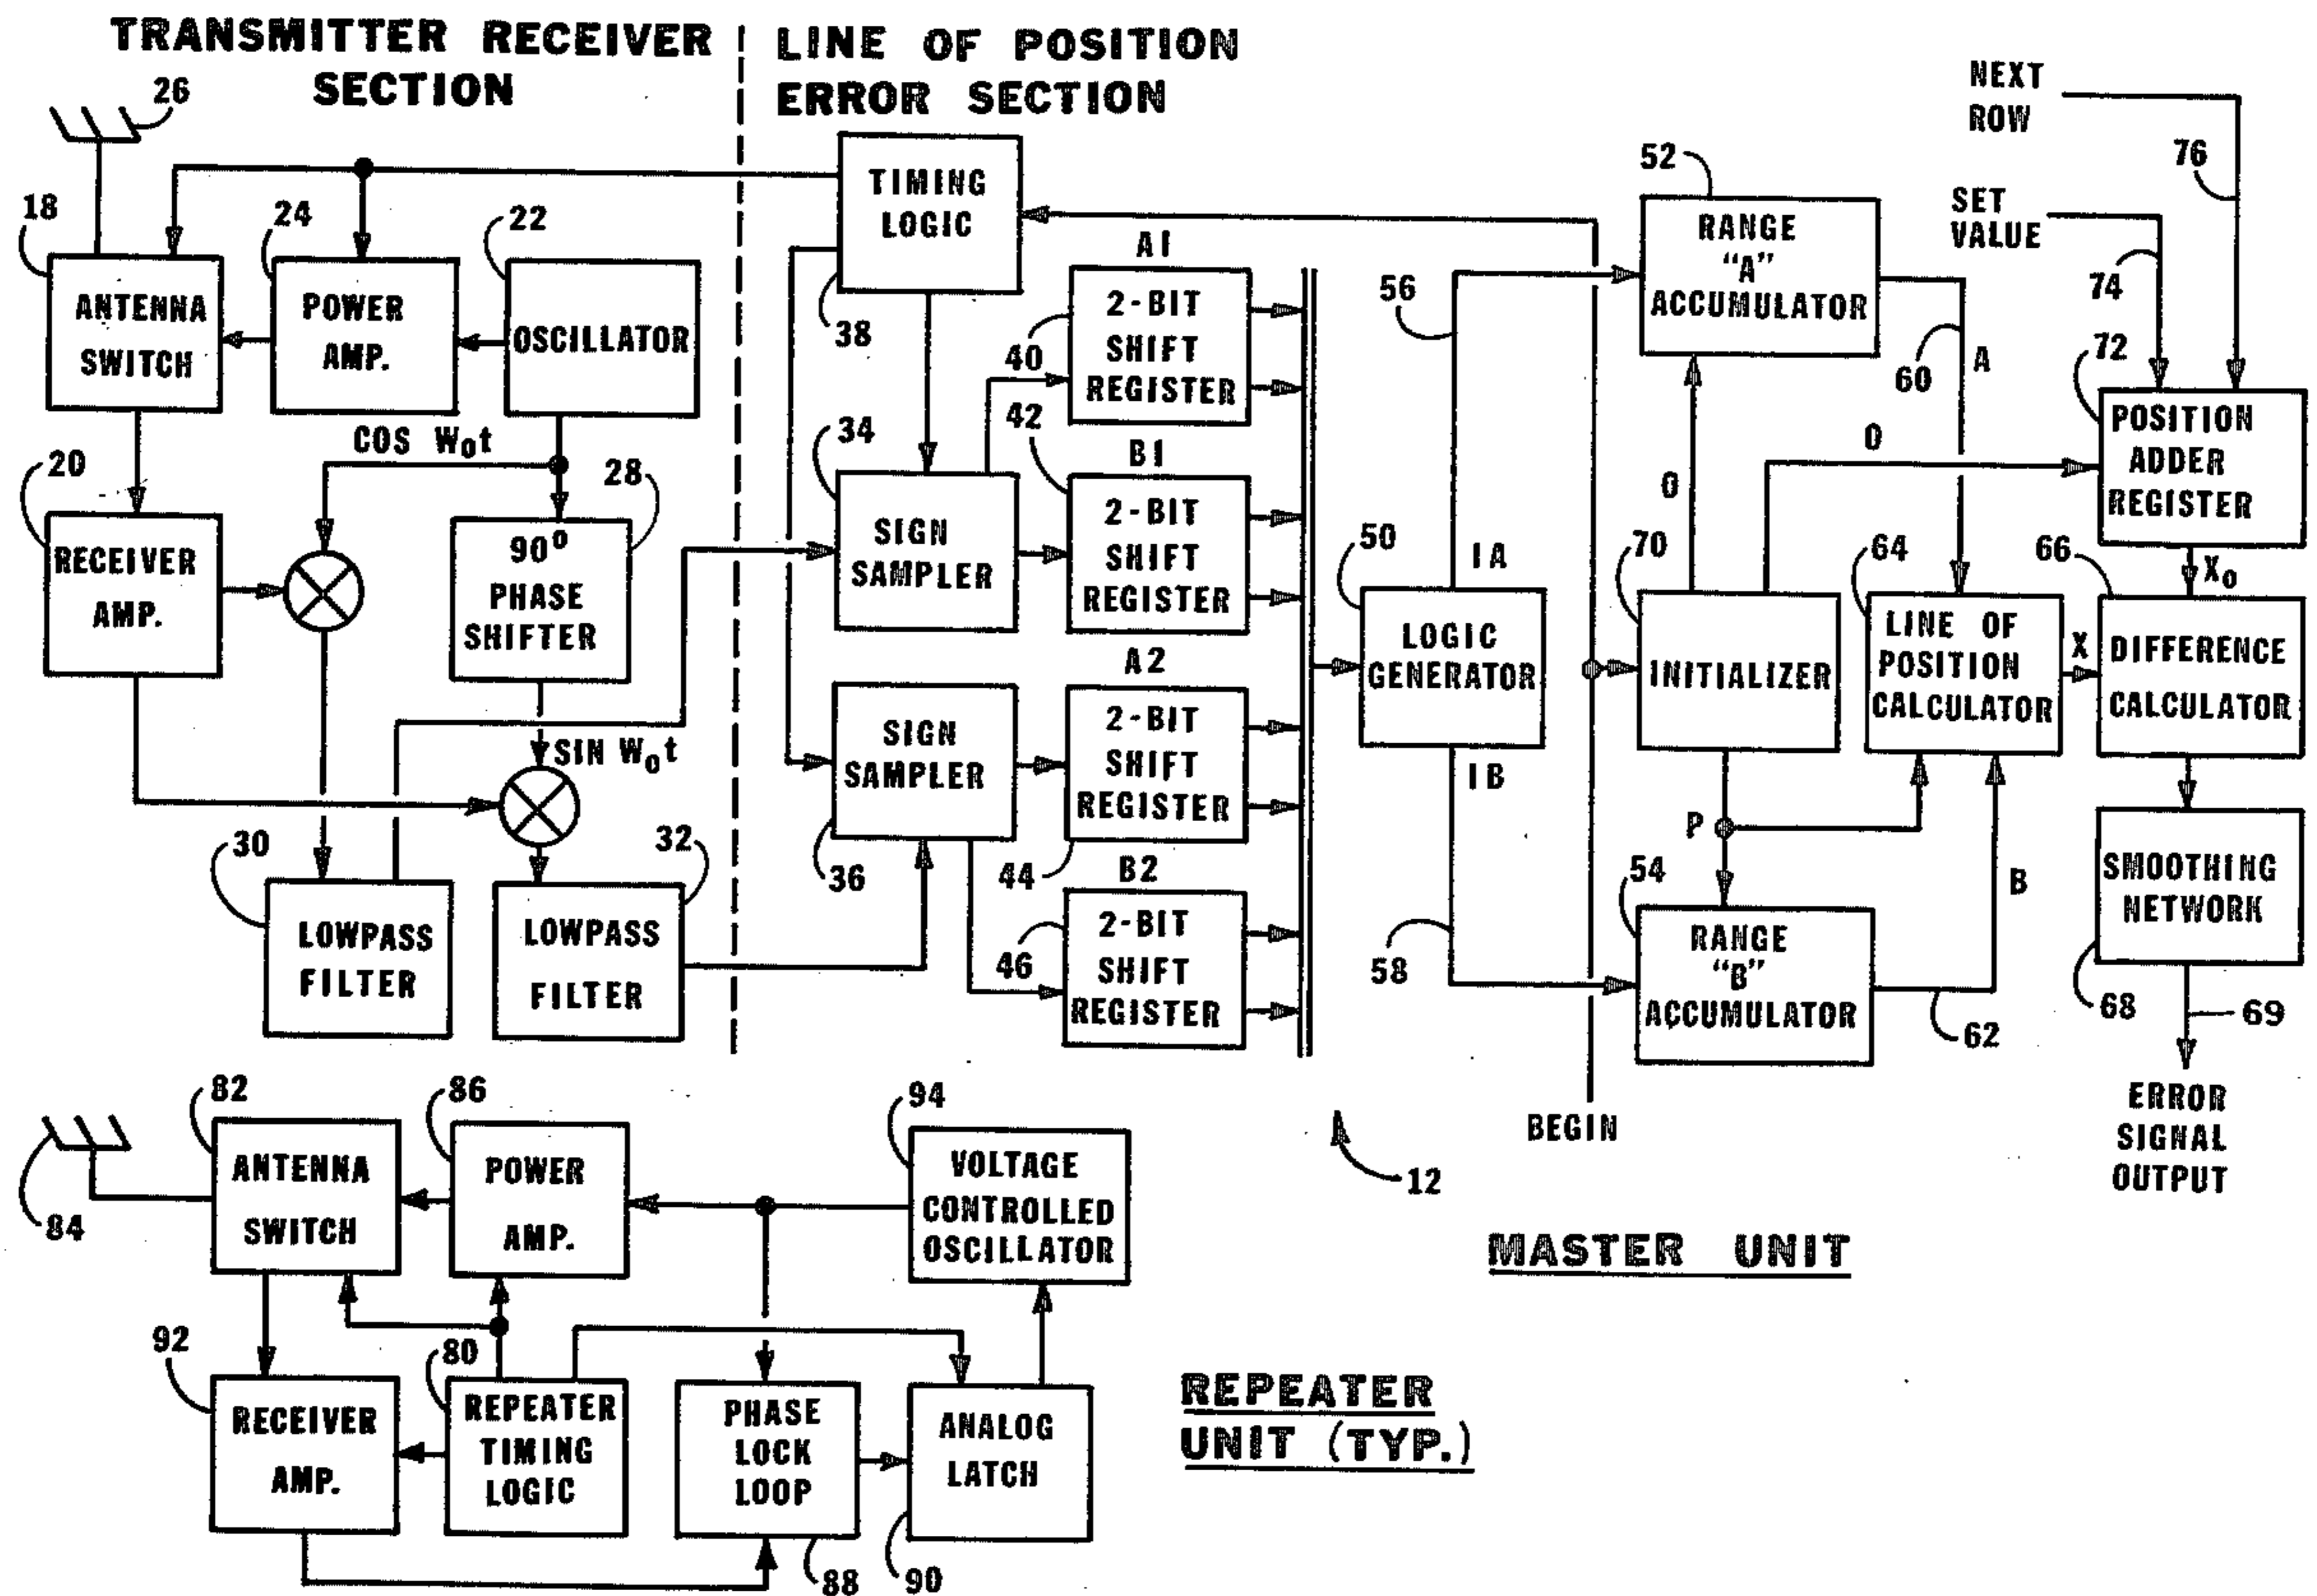 TRANSMITTER RECEIVER
SECTION
LINE OF POSITION
ERROR SECTION
NEXT
ROW
76
SET
VALUE
74
26
18
24
22
TIMING
LOGIC
38
ANTENNA
SWITCH
POWER
AMP.
OSCILLATOR
COS W₀t
20
28
RECEIVER
AMP.
90°
PHASE
SHIFTER
SIN W₀t
30
LOWPASS
FILTER
32
LOWPASS
FILTER
34
SIGN
SAMPLER
SIGN
SAMPLER
36
A1
2-BIT
SHIFT
REGISTER
40
42
B1
2-BIT
SHIFT
REGISTER
A2
2-BIT
SHIFT
REGISTER
44
B2
2-BIT
SHIFT
REGISTER
46
50
LOGIC
GENERATOR
56
IA
IB
58
52
RANGE
"A"
ACCUMULATOR
60
A
O
O
70
INITIALIZER
P
54
RANGE
"B"
ACCUMULATOR
62
B
64
LINE OF
POSITION
CALCULATOR
X
72
POSITION
ADDER
REGISTER
X₀
66
DIFFERENCE
CALCULATOR
SMOOTHING
NETWORK
68
69
ERROR
SIGNAL
OUTPUT
BEGIN
12
MASTER UNIT
82
84
ANTENNA
SWITCH
86
POWER
AMP.
94
VOLTAGE
CONTROLLED
OSCILLATOR
92
RECEIVER
AMP.
80
REPEATER
TIMING
LOGIC
PHASE
LOCK
LOOP
88
ANALOG
LATCH
90
REPEATER
UNIT (TYP.)